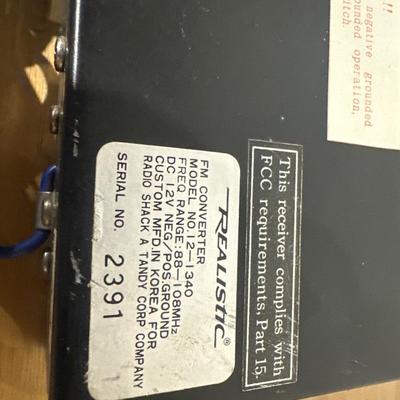 REALISTIC®
FM CONVERTER
MODEL NO. 12-1340
FREQ RANGE: 88-108MHz
DC 12V NEG/POS. GROUND
CUSTOM MFD. IN KOREA FOR
RADIO SHACK A TANDY CORP COMPANY
SERIAL NO. 2391
This receiver complies with
FCC requirements, Part 15.
!!
negative grounded
operation,